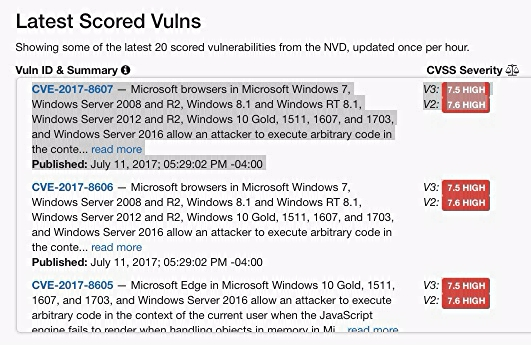 Latest Scored Vulns
Showing some of the latest 20 scored vulnerabilities from the NVD, updated once per hour.
Vuln ID & Summary CVSS Severity
CVE-2017-8607 — Microsoft browsers in Microsoft Windows 7, V3: 7.5 HIGH
Windows Server 2008 and R2, Windows 8.1 and Windows RT 8.1, V2: 7.6 HIGH
Windows Server 2012 and R2, Windows 10 Gold, 1511, 1607, and 1703,
and Windows Server 2016 allow an attacker to execute arbitrary code in
the conte... read more
Published: July 11, 2017; 05:29:02 PM -04:00
CVE-2017-8606 — Microsoft browsers in Microsoft Windows 7, V3: 7.5 HIGH
Windows Server 2008 and R2, Windows 8.1 and Windows RT 8.1, V2: 7.6 HIGH
Windows Server 2012 and R2, Windows 10 Gold, 1511, 1607, and 1703,
and Windows Server 2016 allow an attacker to execute arbitrary code in
the conte... read more
Published: July 11, 2017; 05:29:02 PM -04:00
CVE-2017-8605 — Microsoft Edge in Microsoft Windows 10 Gold, 1511, V3: 7.5 HIGH
1607, and 1703, and Windows Server 2016 allows an attacker to execute V2: 7.6 HIGH
arbitrary code in the context of the current user when the JavaScript
engine fails to render when handling objects in memory in Mi... read more